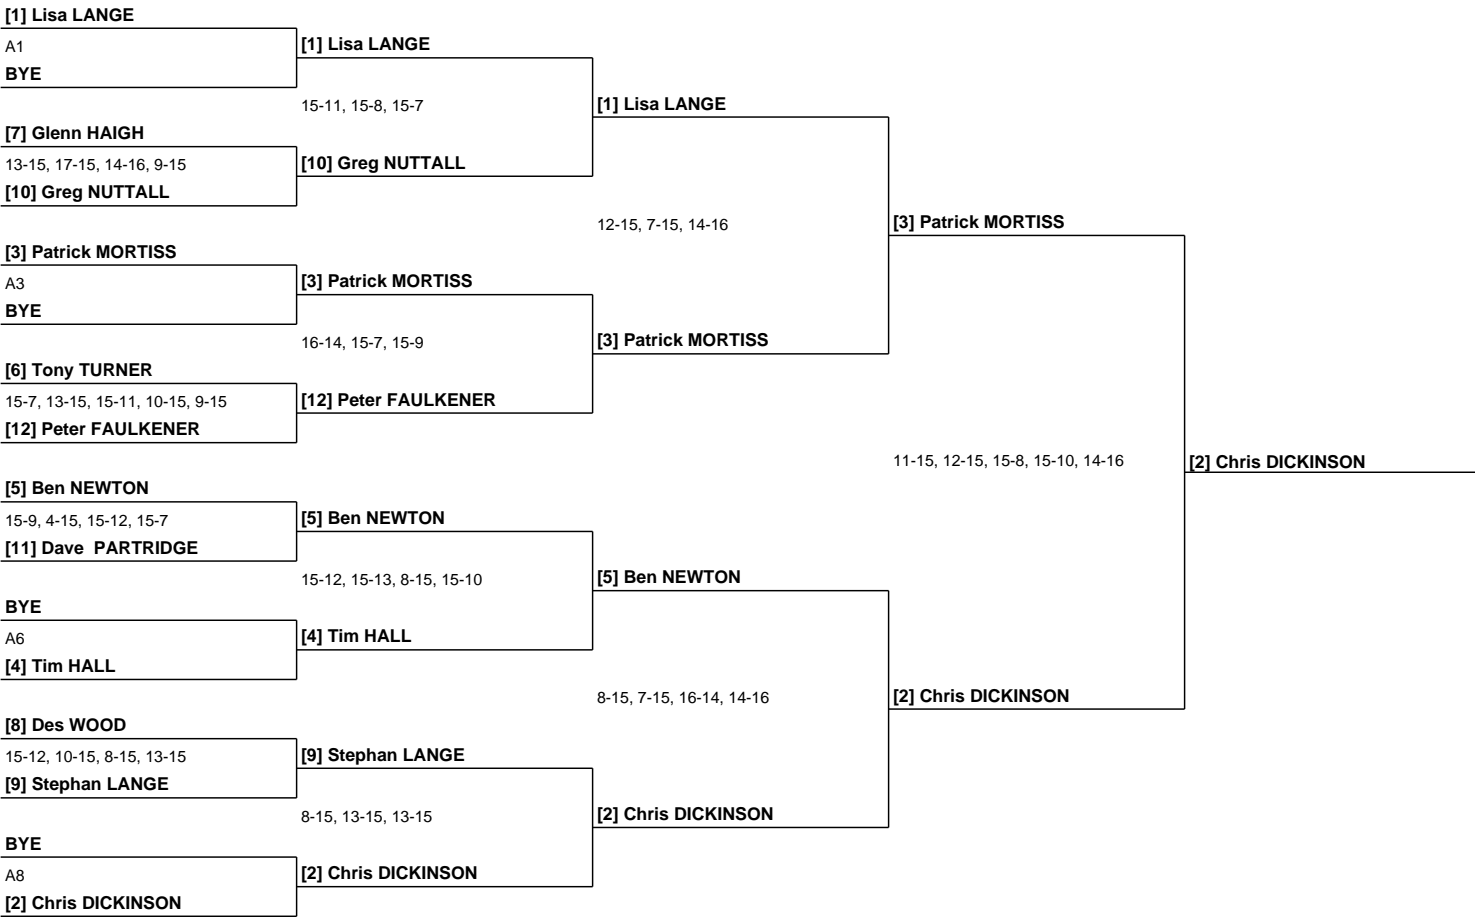 [1] Lisa LANGE
A1
BYE
[7] Glenn HAIGH
13-15, 17-15, 14-16, 9-15
[10] Greg NUTTALL
[3] Patrick MORTISS
A3
BYE
[6] Tony TURNER
15-7, 13-15, 15-11, 10-15, 9-15
[12] Peter FAULKENER
[5] Ben NEWTON
15-9, 4-15, 15-12, 15-7
[11] Dave  PARTRIDGE
BYE
A6
[4] Tim HALL
[8] Des WOOD
15-12, 10-15, 8-15, 13-15
[9] Stephan LANGE
BYE
A8
[2] Chris DICKINSON
[1] Lisa LANGE
15-11, 15-8, 15-7
[10] Greg NUTTALL
[3] Patrick MORTISS
16-14, 15-7, 15-9
[12] Peter FAULKENER
[5] Ben NEWTON
15-12, 15-13, 8-15, 15-10
[4] Tim HALL
[9] Stephan LANGE
8-15, 13-15, 13-15
[2] Chris DICKINSON
[1] Lisa LANGE
12-15, 7-15, 14-16
[3] Patrick MORTISS
[5] Ben NEWTON
8-15, 7-15, 16-14, 14-16
[2] Chris DICKINSON
[3] Patrick MORTISS
11-15, 12-15, 15-8, 15-10, 14-16
[2] Chris DICKINSON
[2] Chris DICKINSON